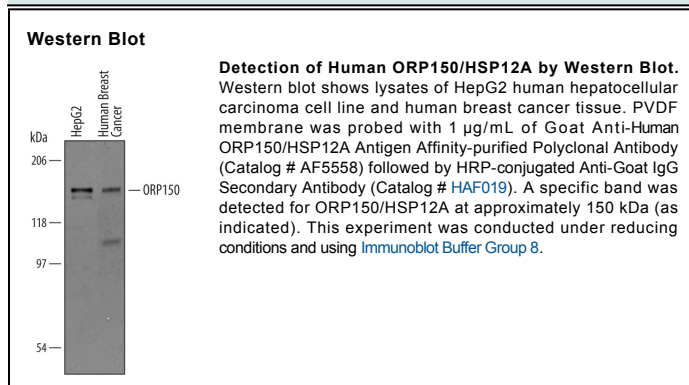 Western Blot
HepG2
Human Breast
Cancer
kDa
206
118
97
54
ORP150
Detection of Human ORP150/HSP12A by Western Blot.
Western blot shows lysates of HepG2 human hepatocellular
carcinoma cell line and human breast cancer tissue. PVDF
membrane was probed with 1 µg/mL of Goat Anti-Human
ORP150/HSP12A Antigen Affinity-purified Polyclonal Antibody
(Catalog # AF5558) followed by HRP-conjugated Anti-Goat IgG
Secondary Antibody (Catalog # HAF019). A specific band was
detected for ORP150/HSP12A at approximately 150 kDa (as
indicated). This experiment was conducted under reducing
conditions and using Immunoblot Buffer Group 8.